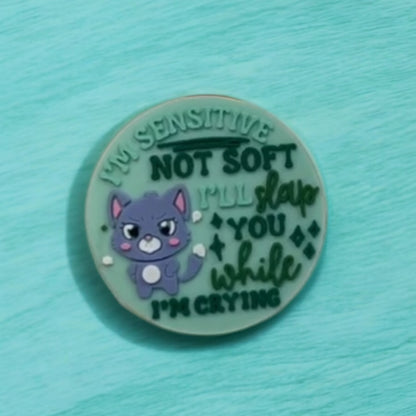 I'M SENSITIVE
NOT SOFT
I'LL slap
YOU
while
I'M CRYING